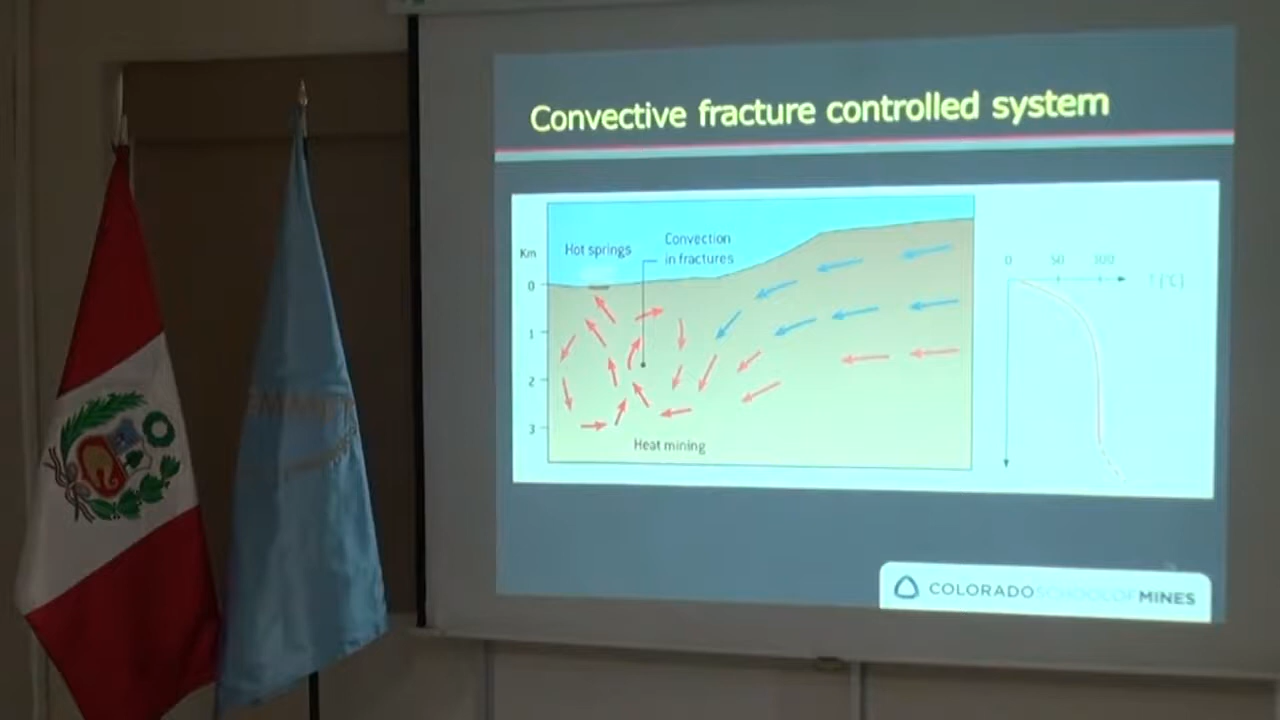 Convective fracture controlled system
Km
Hot springs
Convection
in fractures
0
1
2
3
Heat mining
0 50 100
T [°C]
COLORADO SCHOOL OF MINES